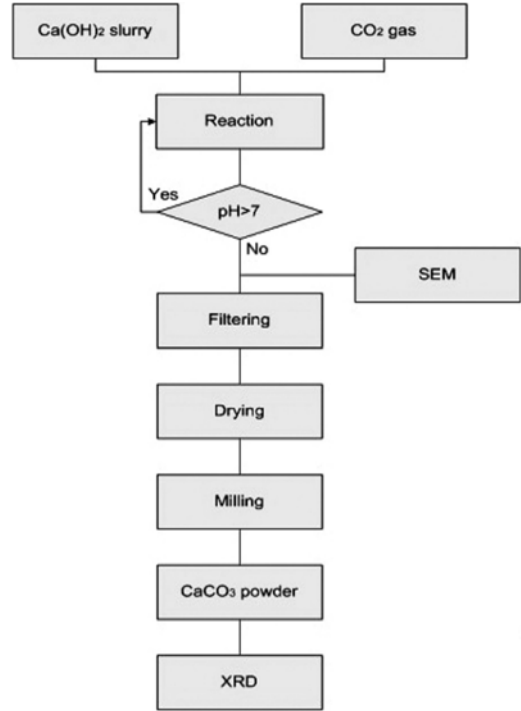 Ca(OH)₂ slurry
CO₂ gas
Reaction
Yes
pH>7
No
SEM
Filtering
Drying
Milling
CaCO₃ powder
XRD